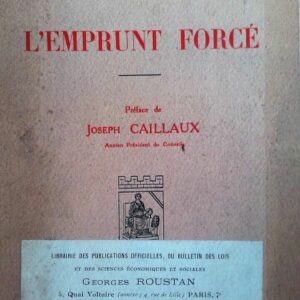 L'EMPRUNT FORCÉ
Préface de
JOSEPH CAILLAUX
Ancien Président du Conseil
LIBRAIRIE DES PUBLICATIONS OFFICIELLES, DU BULLETIN DES LOIS
ET DES SCIENCES ÉCONOMIQUES ET SOCIALES
GEORGES ROUSTAN
5, Quai Voltaire (annexe : 4, rue de Lille) PARIS, 7e